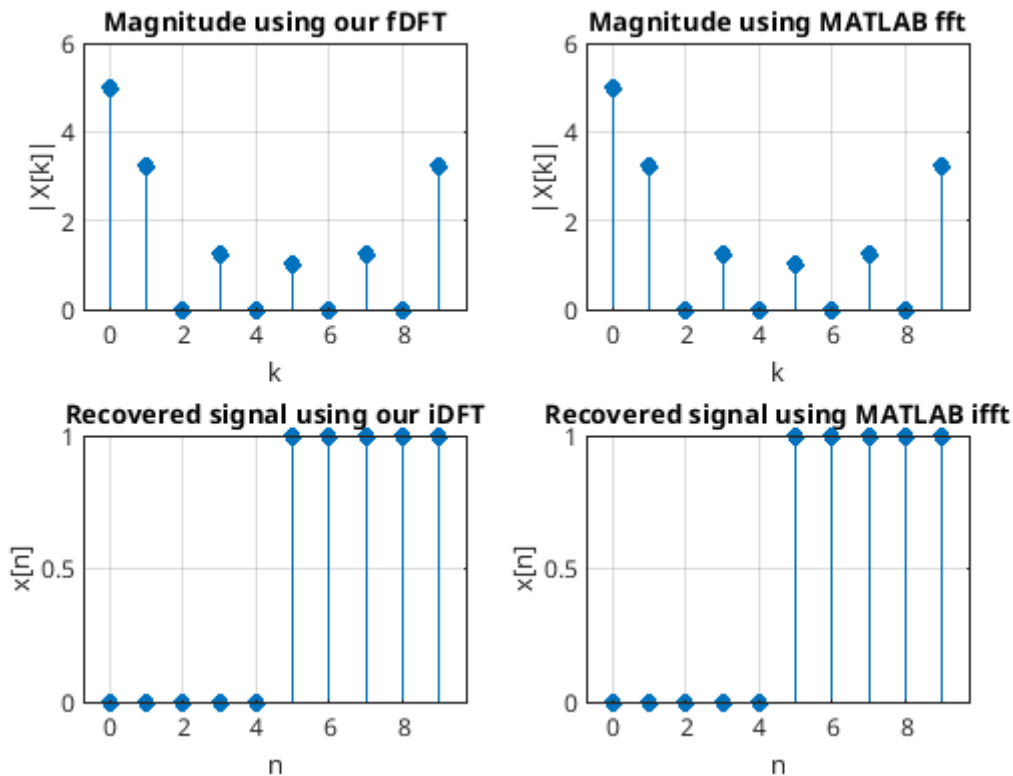 Magnitude using our fDFT
6
4
2
0
|X[k]|
0 2 4 6 8
k
Magnitude using MATLAB fft
6
4
2
0
|X[k]|
0 2 4 6 8
k
Recovered signal using our iDFT
1
0.5
0
x[n]
0 2 4 6 8
n
Recovered signal using MATLAB ifft
1
0.5
0
x[n]
0 2 4 6 8
n